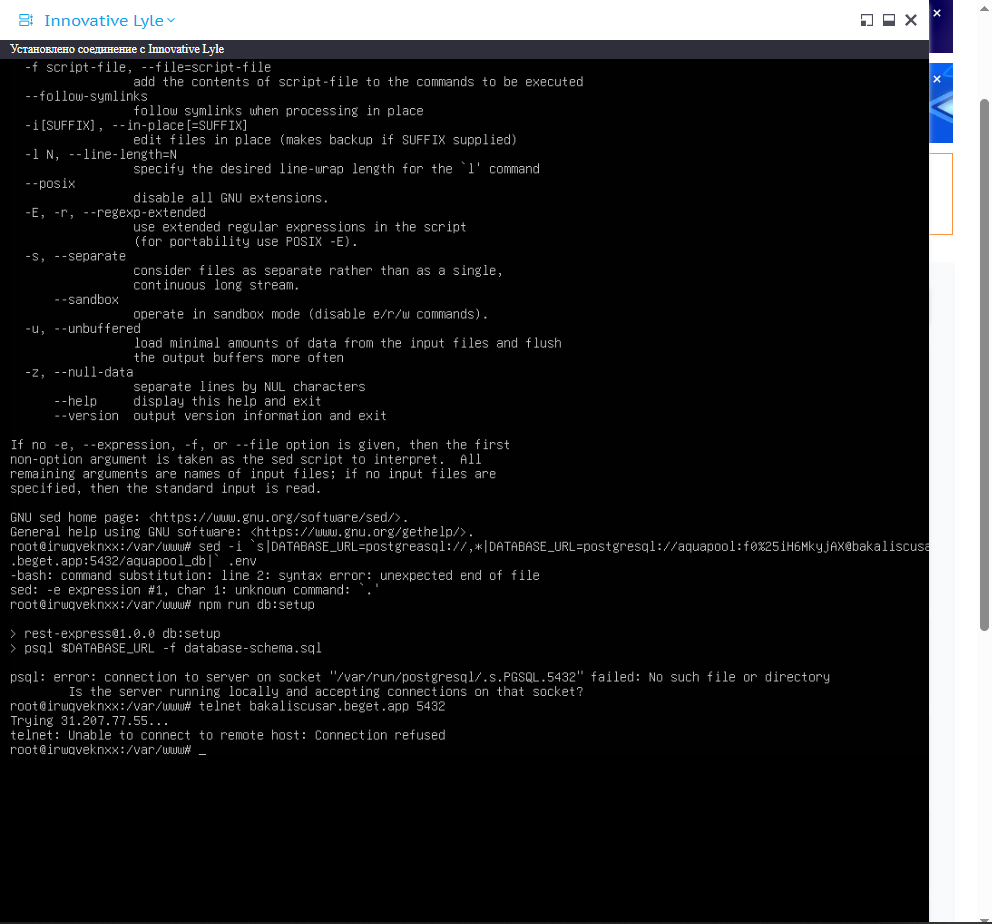 Innovative Lyle
Установлено соединение с Innovative Lyle
-f script-file, --file=script-file
add the contents of script-file to the commands to be executed
--follow-symlinks
follow symlinks when processing in place
-i[SUFFIX], --in-place[=SUFFIX]
edit files in place (makes backup if SUFFIX supplied)
-l N, --line-length=N
specify the desired line-wrap length for the `l' command
--posix
disable all GNU extensions.
-E, -r, --regexp-extended
use extended regular expressions in the script
(for portability use POSIX -E).
-s, --separate
consider files as separate rather than as a single,
continuous long stream.
--sandbox
operate in sandbox mode (disable e/r/w commands).
-u, --unbuffered
load minimal amounts of data from the input files and flush
the output buffers more often
-z, --null-data
separate lines by NUL characters
--help     display this help and exit
--version  output version information and exit
If no -e, --expression, -f, or --file option is given, then the first
non-option argument is taken as the sed script to interpret.  All
remaining arguments are names of input files; if no input files are
specified, then the standard input is read.
GNU sed home page: <https://www.gnu.org/software/sed/>.
General help using GNU software: <https://www.gnu.org/gethelp/>.
root@irwqveknxx:/var/www# sed -i `s|DATABASE_URL=postgreasql://,*|DATABASE_URL=postgresql://aquapool:f0%25iH6MkyjAX@bakaliscusa
.beget.app:5432/aquapool_db|` .env
-bash: command substitution: line 2: syntax error: unexpected end of file
sed: -e expression #1, char 1: unknown command: `.'
root@irwqveknxx:/var/www# npm run db:setup
> rest-express@1.0.0 db:setup
> psql $DATABASE_URL -f database-schema.sql
psql: error: connection to server on socket "/var/run/postgresql/.s.PGSQL.5432" failed: No such file or directory
Is the server running locally and accepting connections on that socket?
root@irwqveknxx:/var/www# telnet bakaliscusar.beget.app 5432
Trying 31.207.77.55...
telnet: Unable to connect to remote host: Connection refused
root@irwqveknxx:/var/www# _